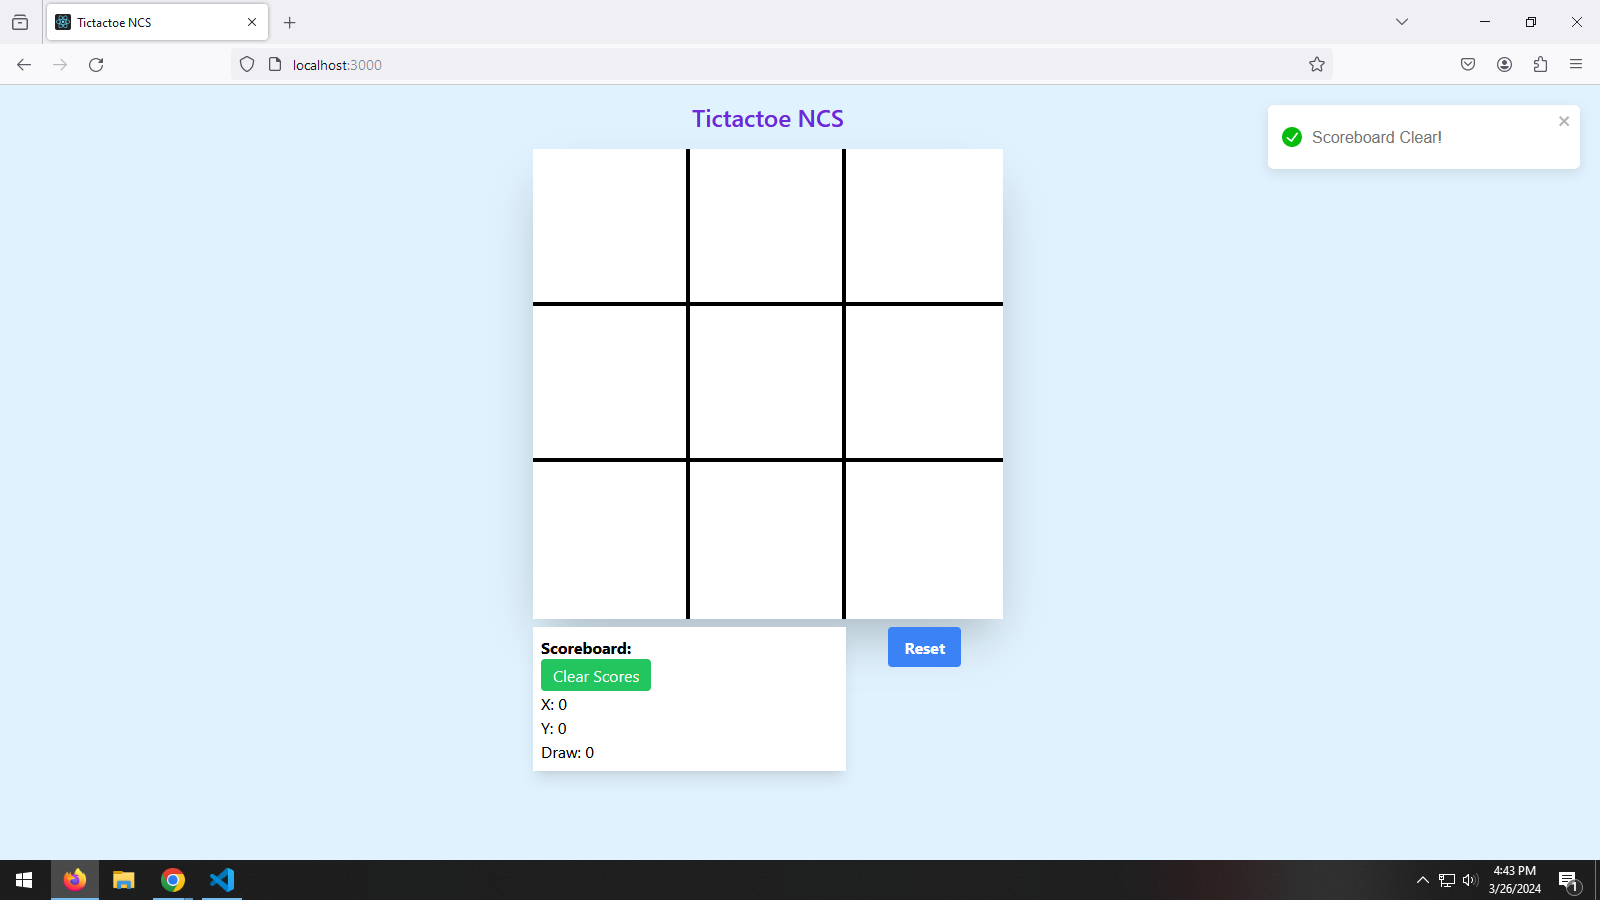 Tictactoe NCS
localhost:3000
Tictactoe NCS
Scoreboard Clear!
Scoreboard:
Clear Scores
X: 0
Y: 0
Draw: 0
Reset
4:43 PM
3/26/2024
1